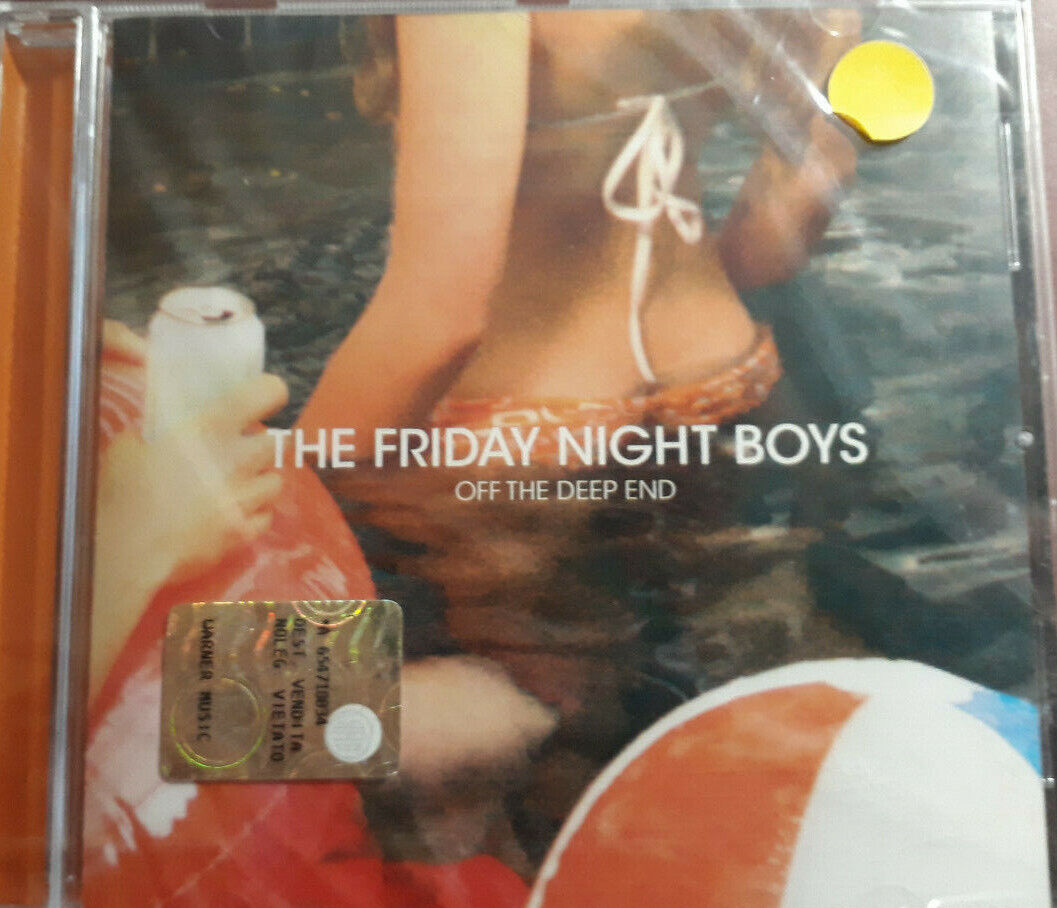 THE FRIDAY NIGHT BOYS
OFF THE DEEP END
DEST. VENDITA
NOLEG. VIETATO
WARNER MUSIC